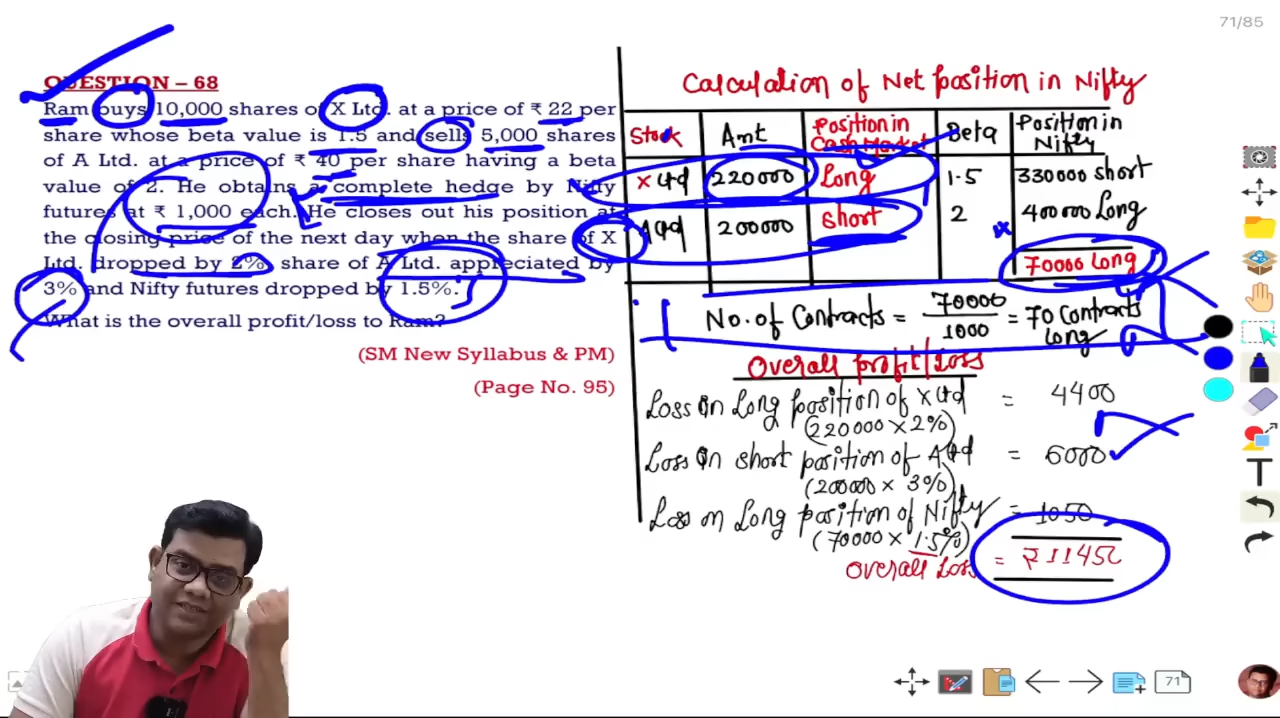 71/85
QUESTION – 68
Ram buys 10,000 shares of X Ltd. at a price of ₹ 22 per
share whose beta value is 1.5 and sells 5,000 shares
of A Ltd. at a price of ₹ 40 per share having a beta
value of 2. He obtains a complete hedge by Nifty
futures at ₹ 1,000 each. He closes out his position at
the closing price of the next day when the share of X
Ltd. dropped by 2%, share of A Ltd. appreciated by
3% and Nifty futures dropped by 1.5%.
What is the overall profit/loss to Ram?
(SM New Syllabus & PM)
(Page No. 95)
Calculation of Net position in Nifty
Stock Amt Position in Cash Market Beta Position in Nifty
X Ltd 220000 Long 1.5 330000 short
A Ltd 200000 short 2 400000 Long
70000 Long
No. of Contracts = 70000/1000 = 70 Contracts Long
Overall profit/Loss
Loss on Long position of X Ltd = 4400
(220000 × 2%)
Loss on short position of A Ltd = 6000
(200000 × 3%)
Loss on Long position of Nifty = 1050
(70000 × 1.5%)
Overall Loss = ₹ 11450
71